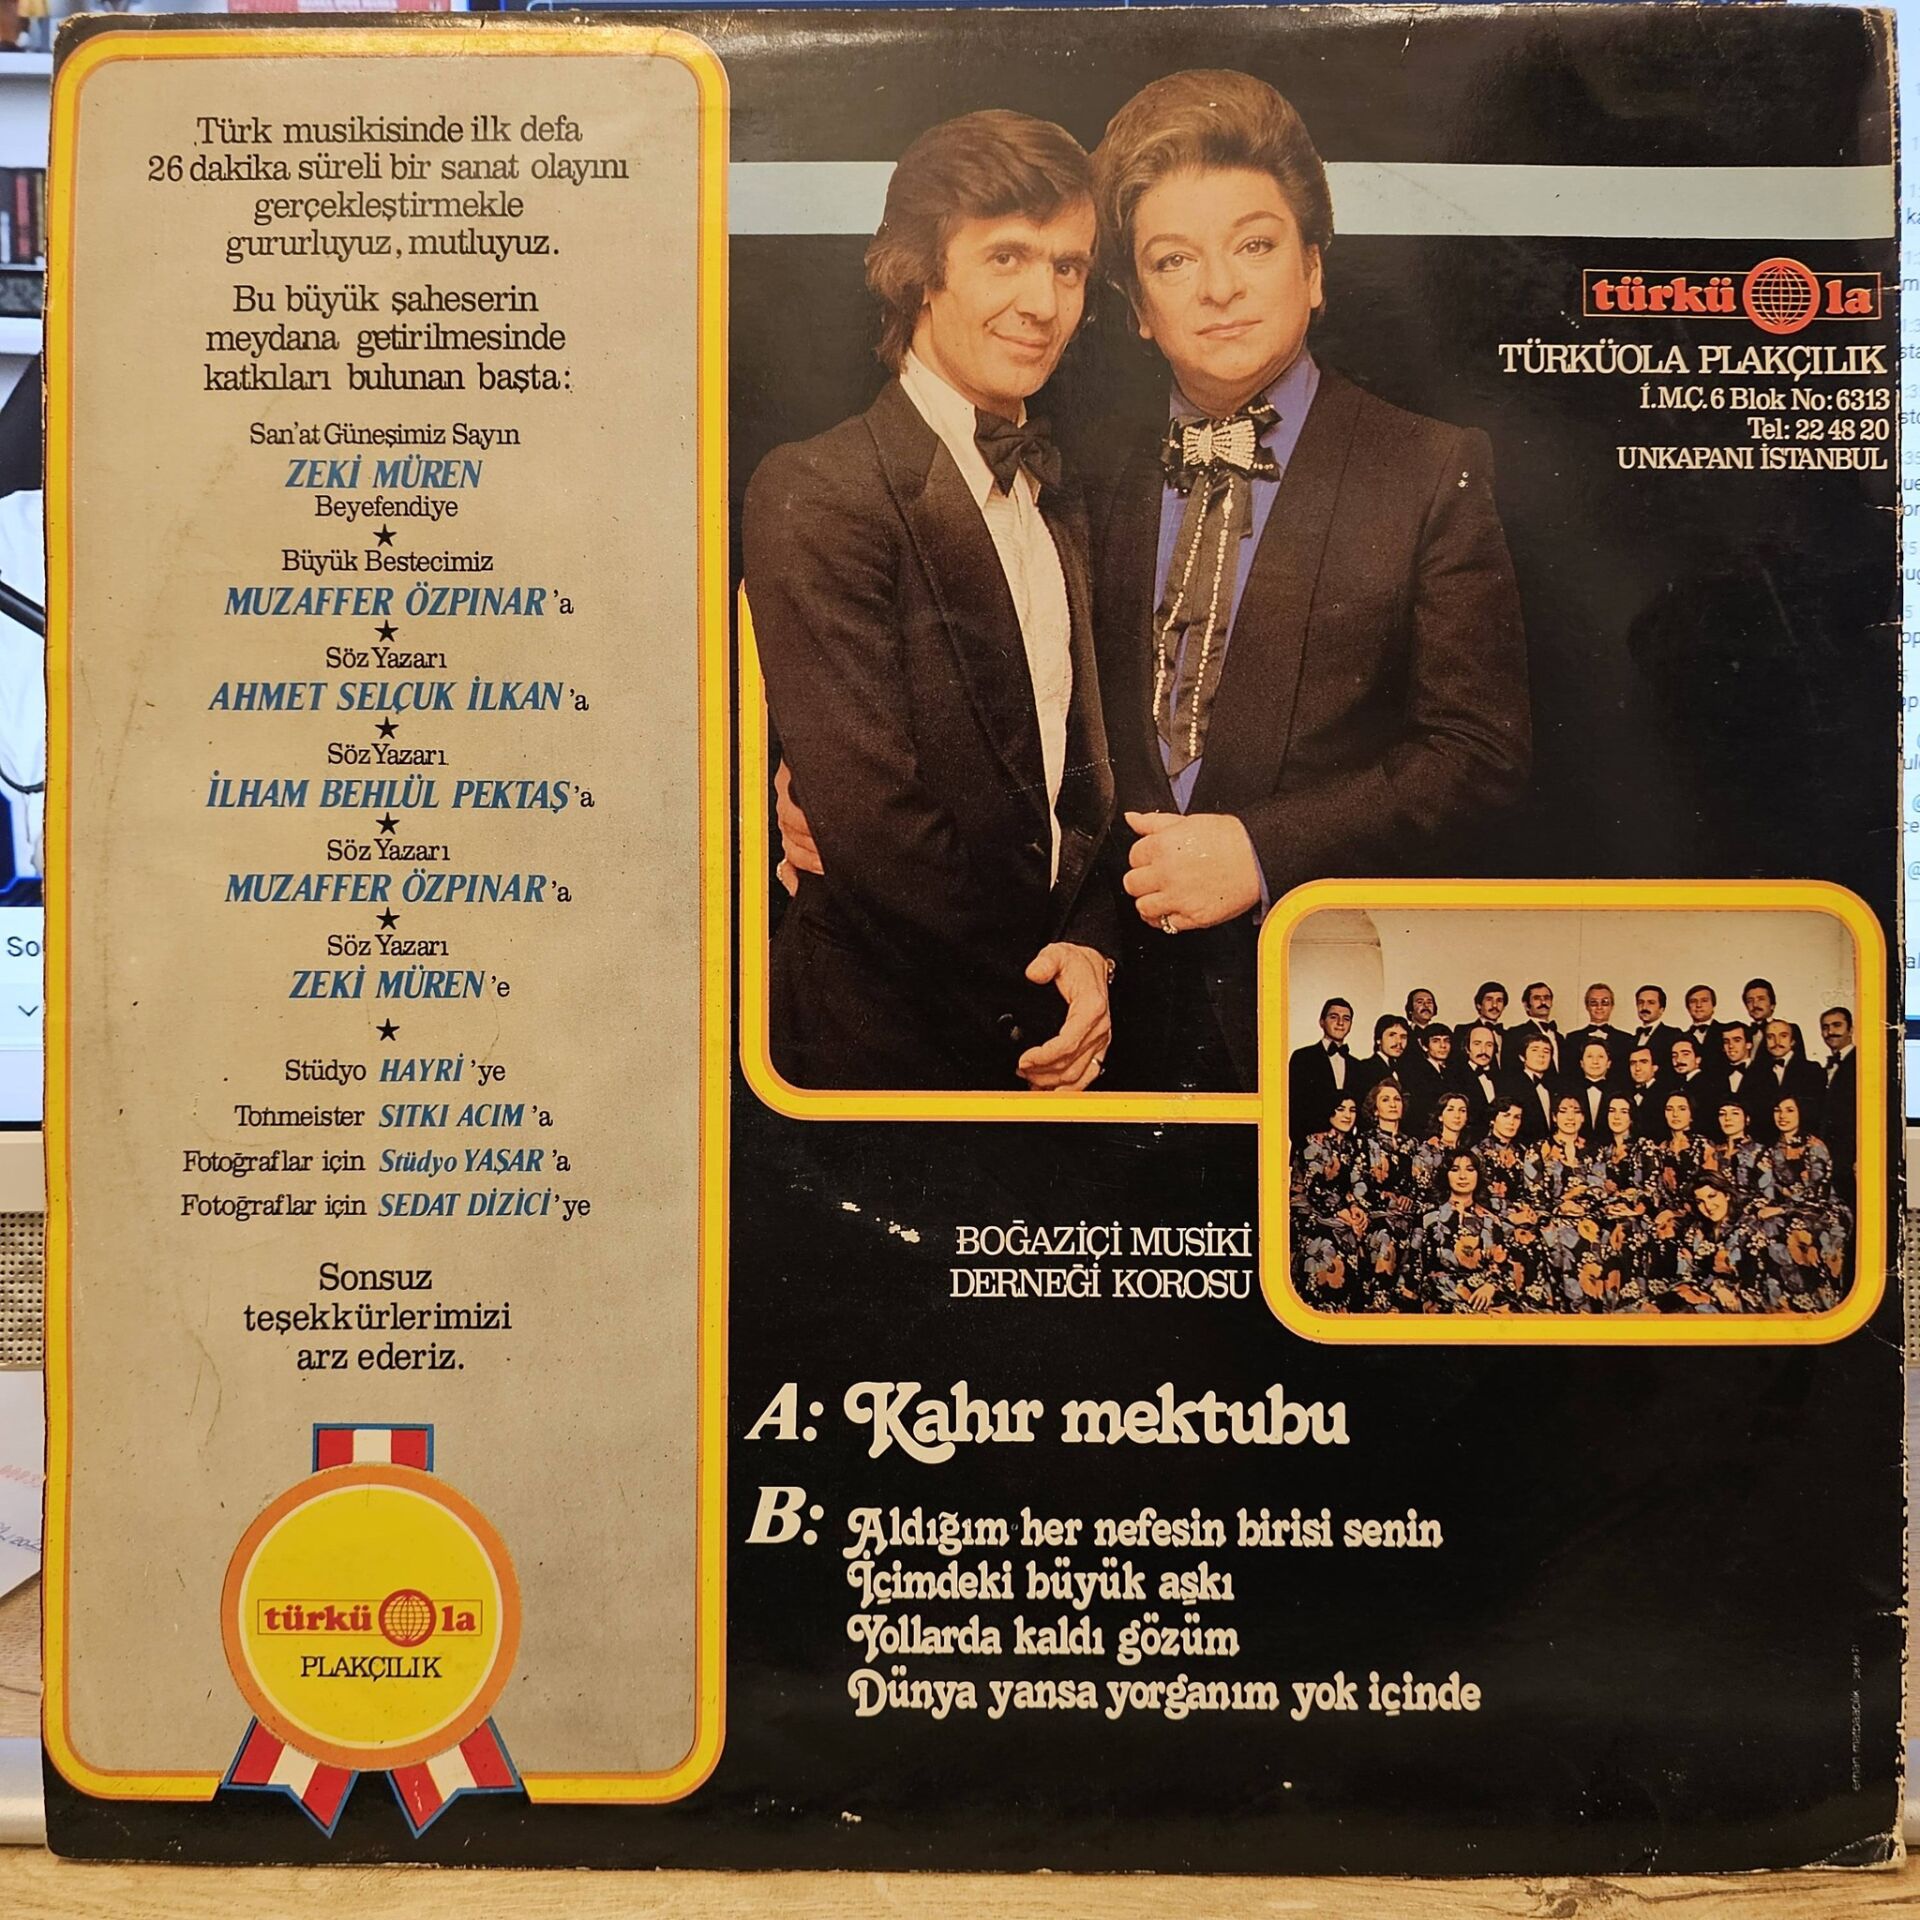 Türk musikisinde ilk defa
26 dakika süreli bir sanat olayını
gerçekleştirmekle
gururluyuz, mutluyuz.
Bu büyük şaheserin
meydana getirilmesinde
katkıları bulunan başta:
San'at Güneşimiz Sayın
ZEKİ MÜREN
Beyefendiye
Büyük Bestecimiz
MUZAFFER ÖZPINAR'a
Söz Yazarı
AHMET SELÇUK İLKAN'a
Söz Yazarı
İLHAM BEHLÜL PEKTAŞ'a
Söz Yazarı
MUZAFFER ÖZPINAR'a
Söz Yazarı
ZEKİ MÜREN'e
Stüdyo HAYRİ'ye
Tonmeister SITKI ACIM'a
Fotoğraflar için Stüdyo YAŞAR'a
Fotoğraflar için SEDAT DİZİCİ'ye
Sonsuz
teşekkürlerimizi
arz ederiz.
türkü la
PLAKÇILIK
türkü la
TÜRKÜOLA PLAKÇILIK
İ.M.Ç. 6 Blok No: 6313
Tel: 22 48 20
UNKAPANI İSTANBUL
BOĞAZİÇİ MUSİKİ
DERNEĞİ KOROSU
A: Kahır mektubu
B: Aldığım her nefesin birisi senin
İçimdeki büyük aşkı
Yollarda kaldı gözüm
Dünya yansa yorganım yok içinde